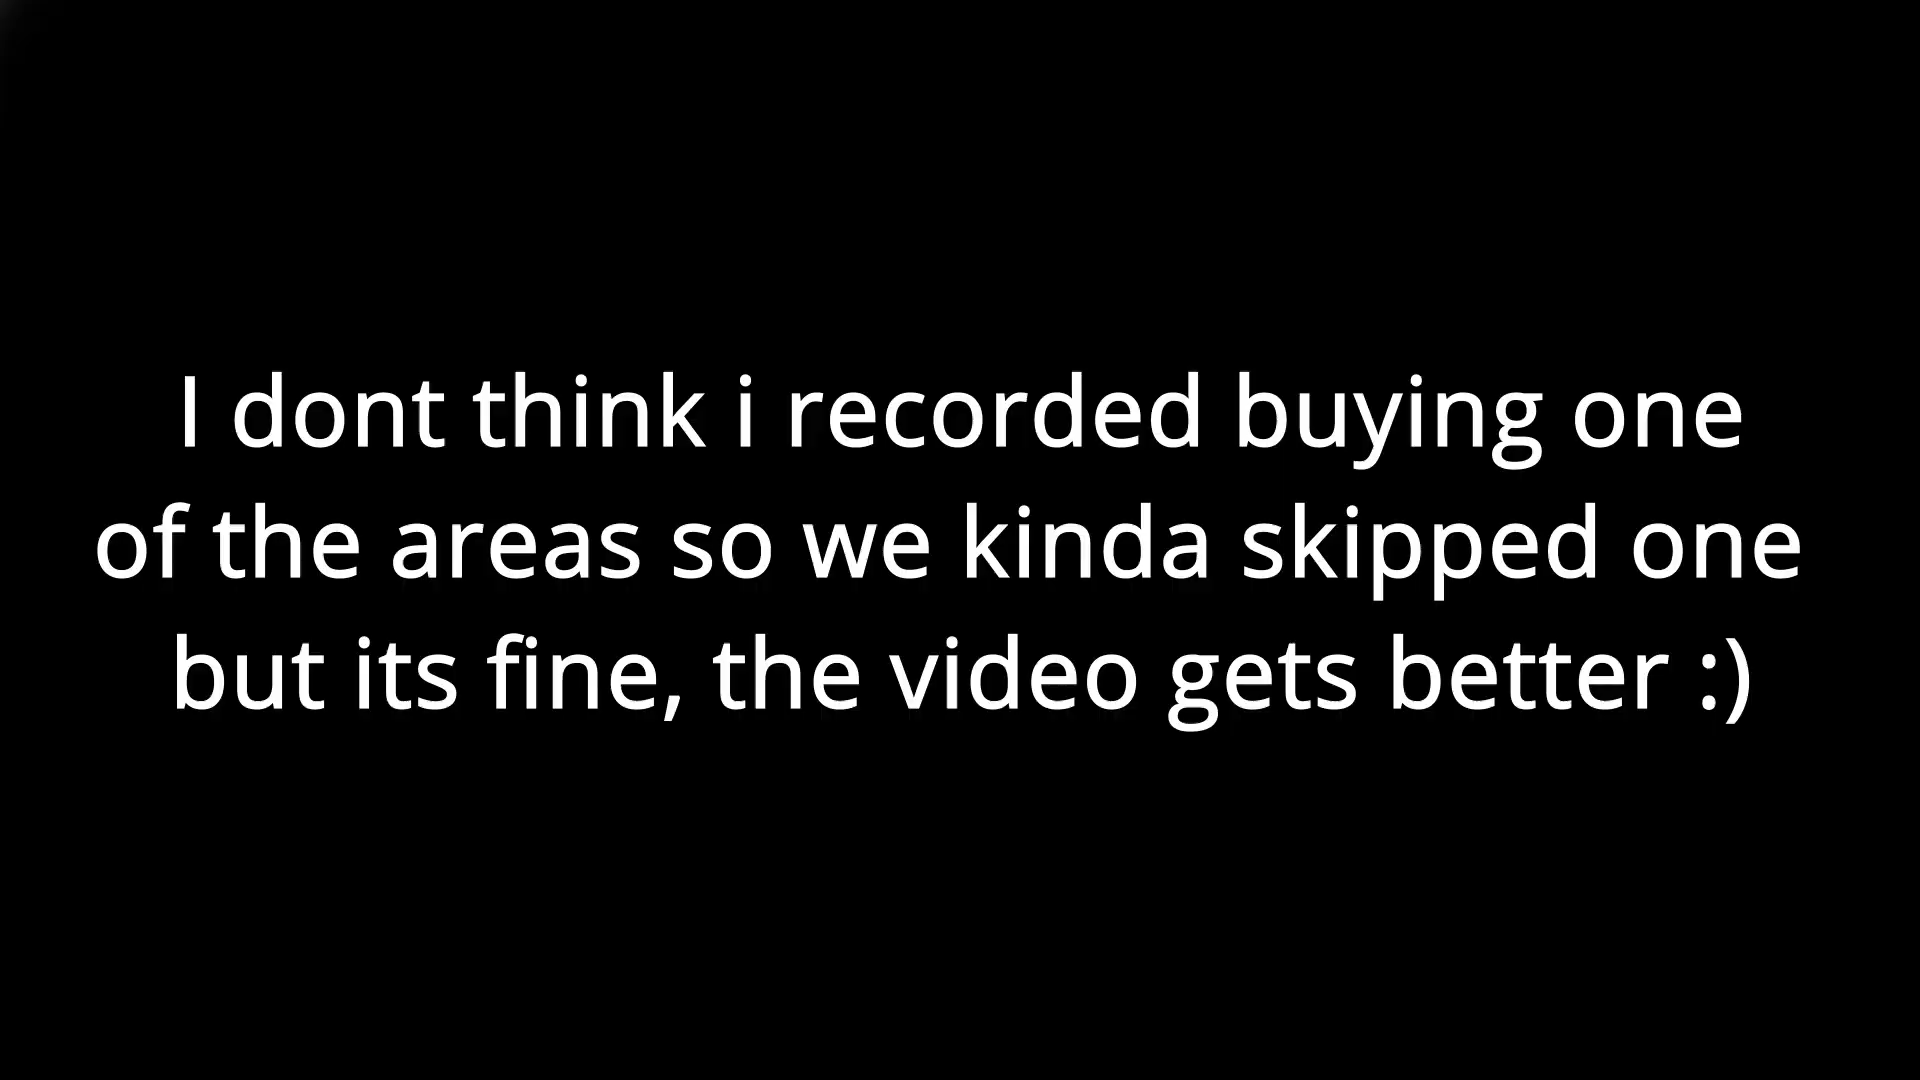 I dont think i recorded buying one
of the areas so we kinda skipped one
but its fine, the video gets better :)